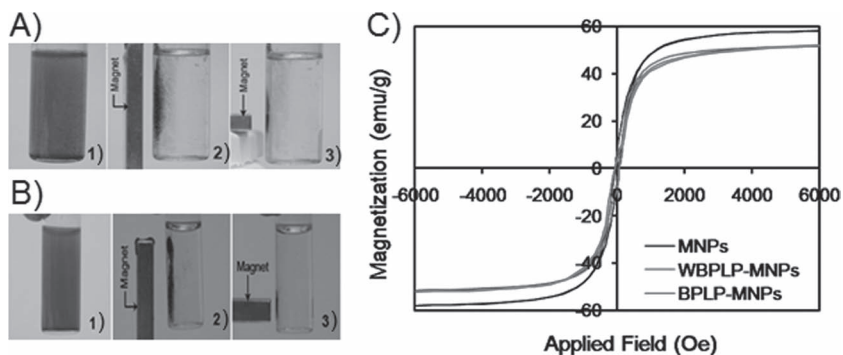 A)
Magnet
1)
2)
Magnet
3)
B)
Magnet
1)
2)
Magnet
3)
C)
Magnetization (emu/g)
60
40
20
0
-20
-40
-60
-6000 -4000 -2000 0 2000 4000 6000
MNPs
WBPLP-MNPs
BPLP-MNPs
Applied Field (Oe)